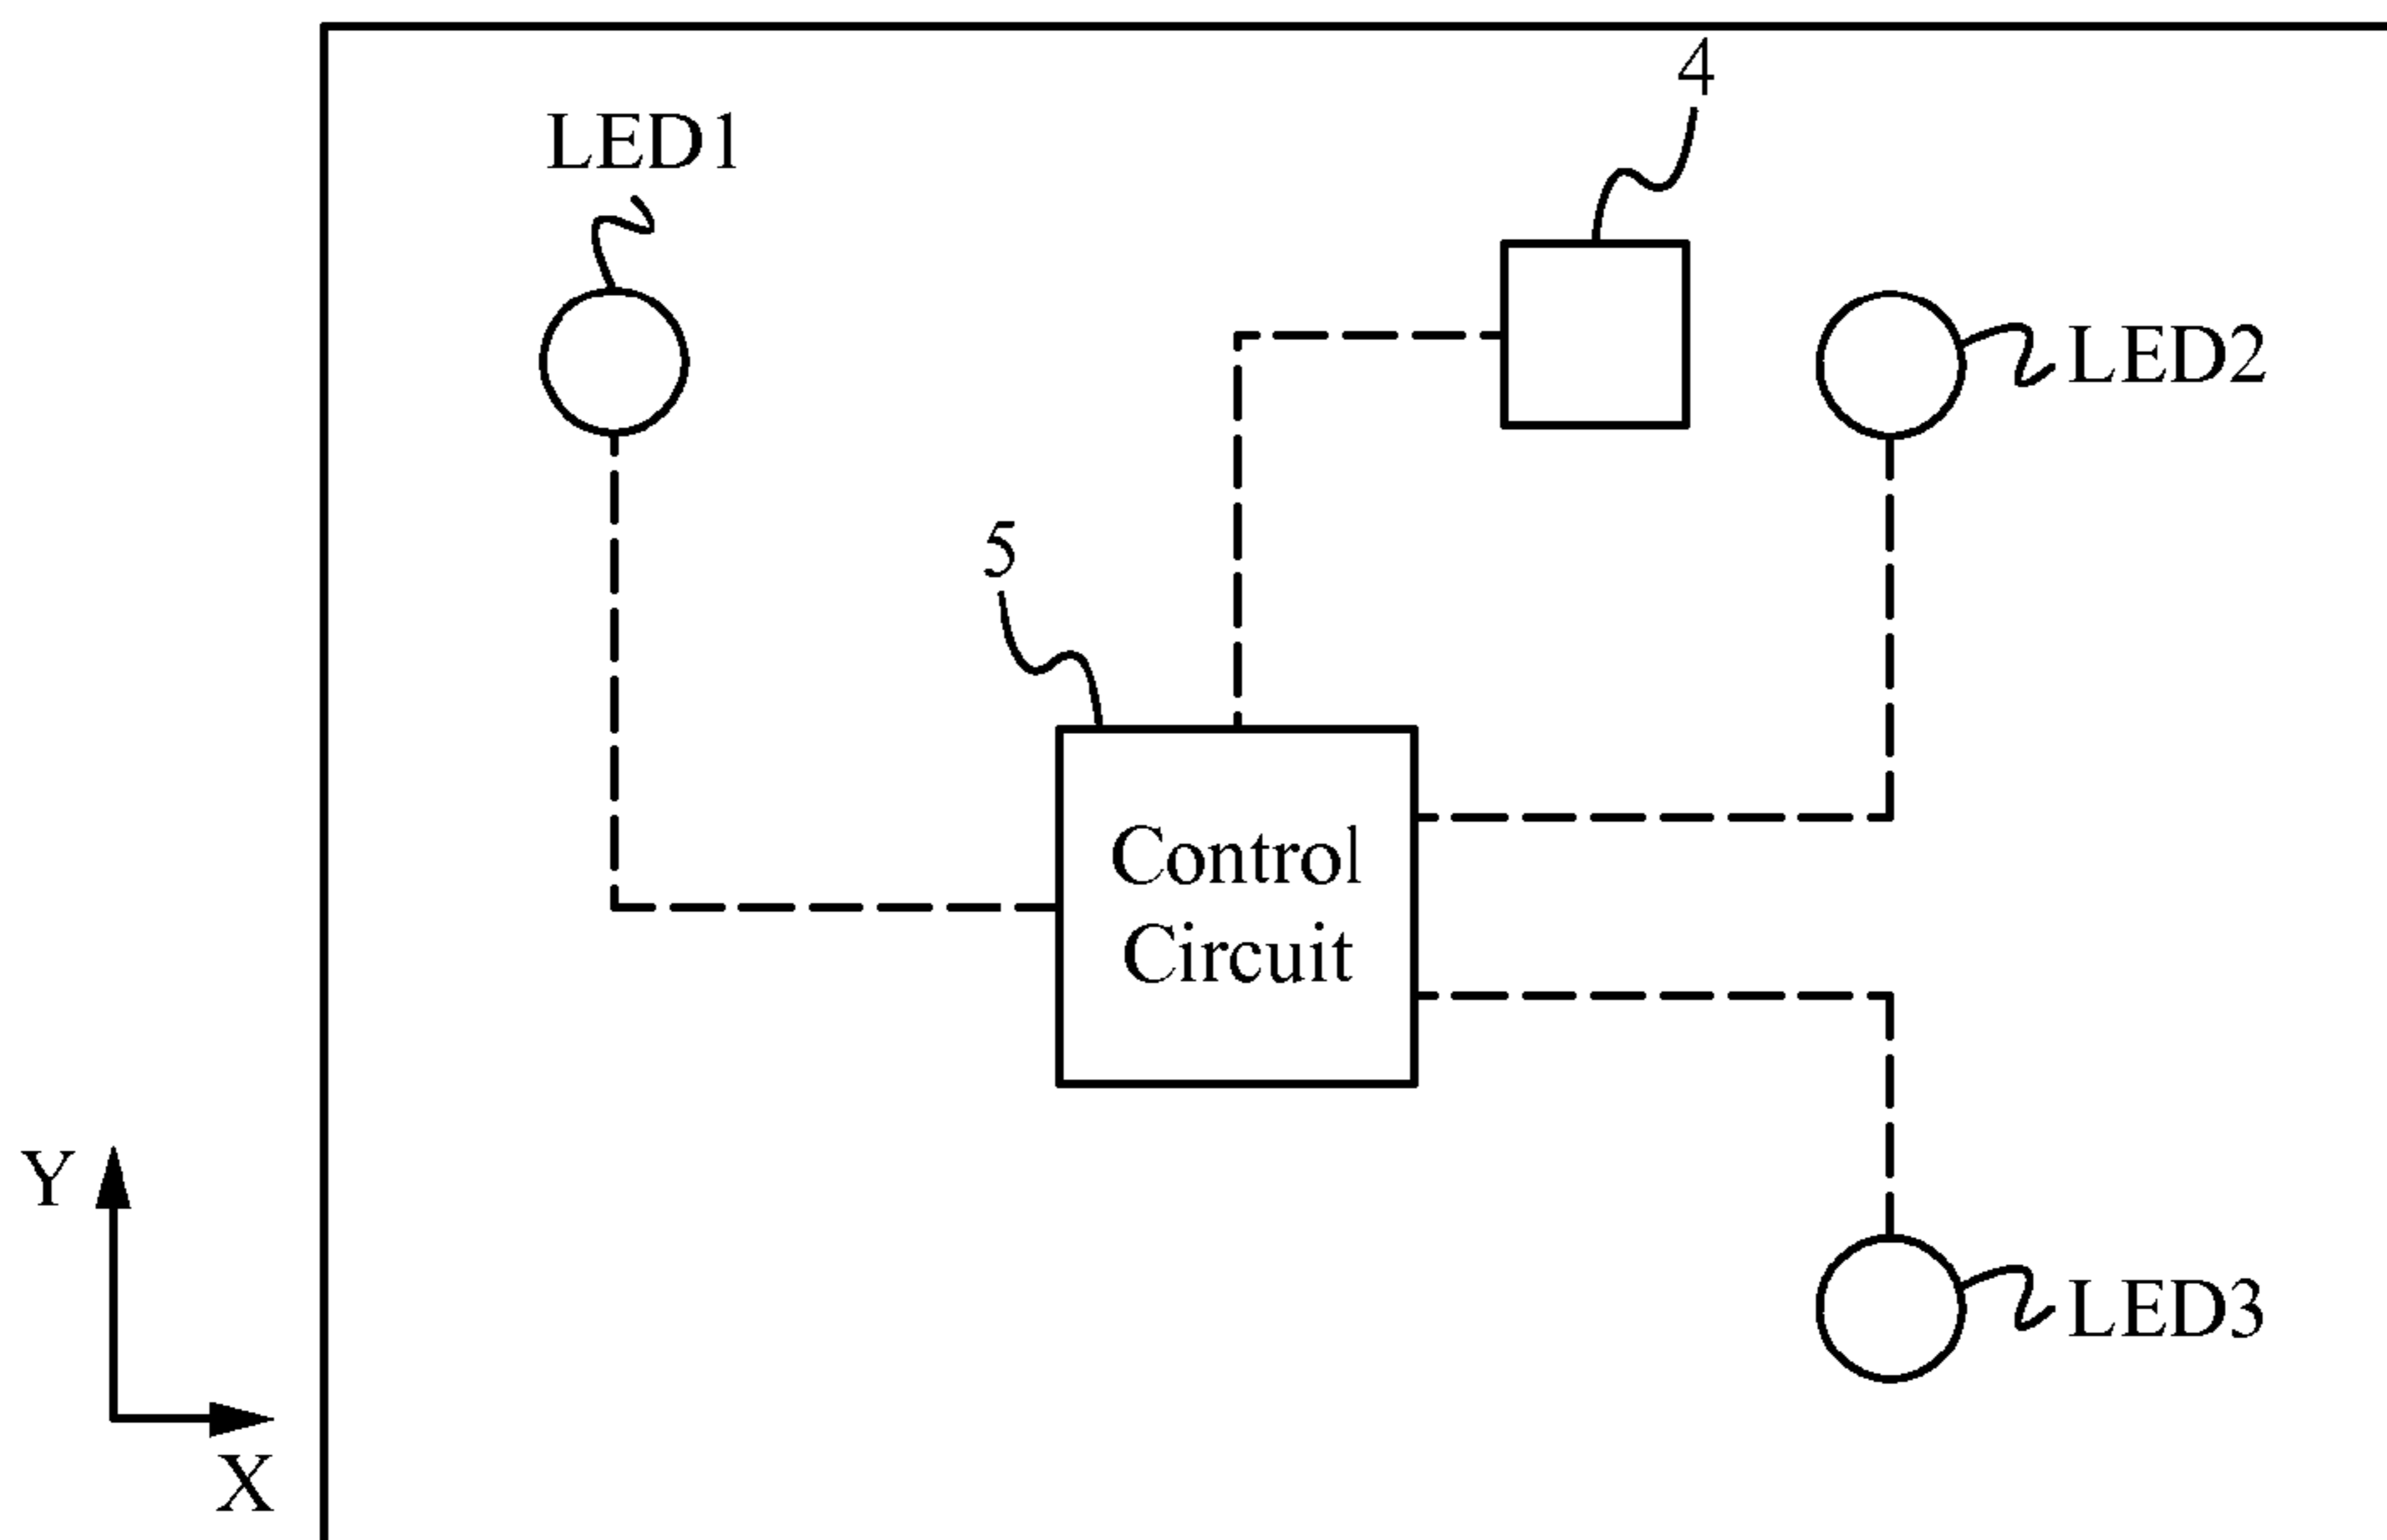 4
LED1
LED2
5
Control
Circuit
Y
LED3
X